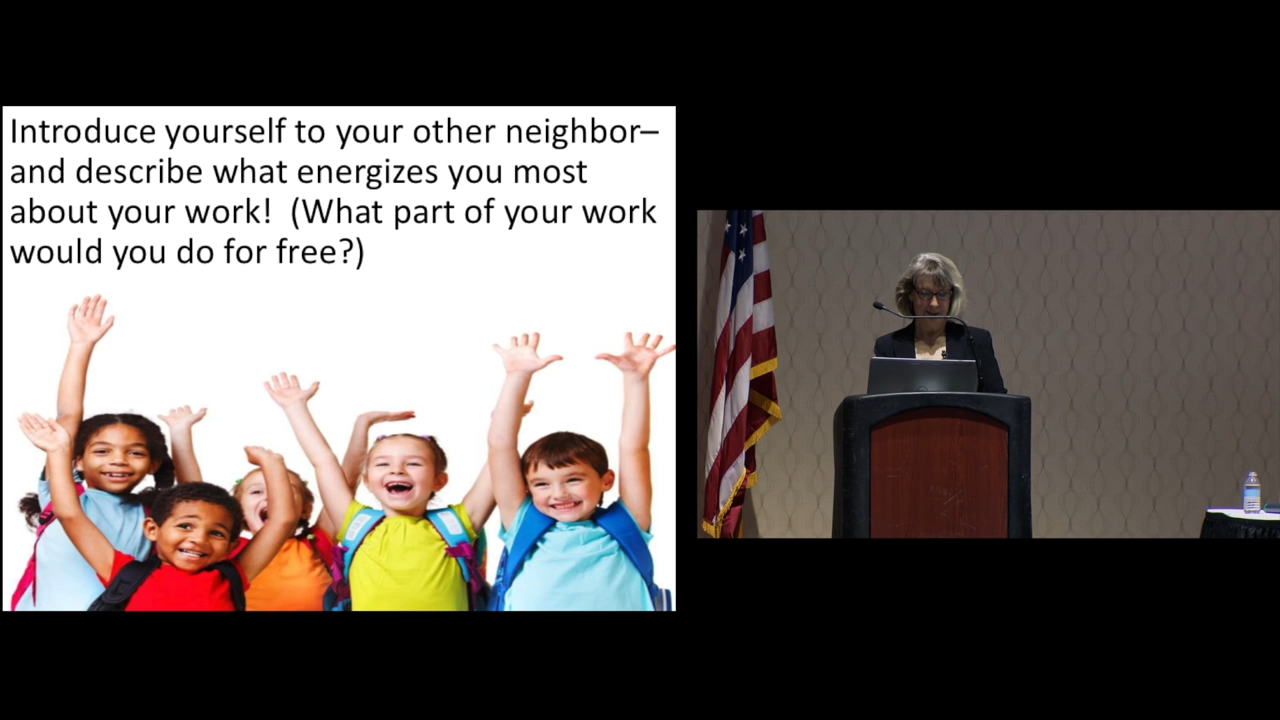 Introduce yourself to your other neighbor–
and describe what energizes you most
about your work!  (What part of your work
would you do for free?)